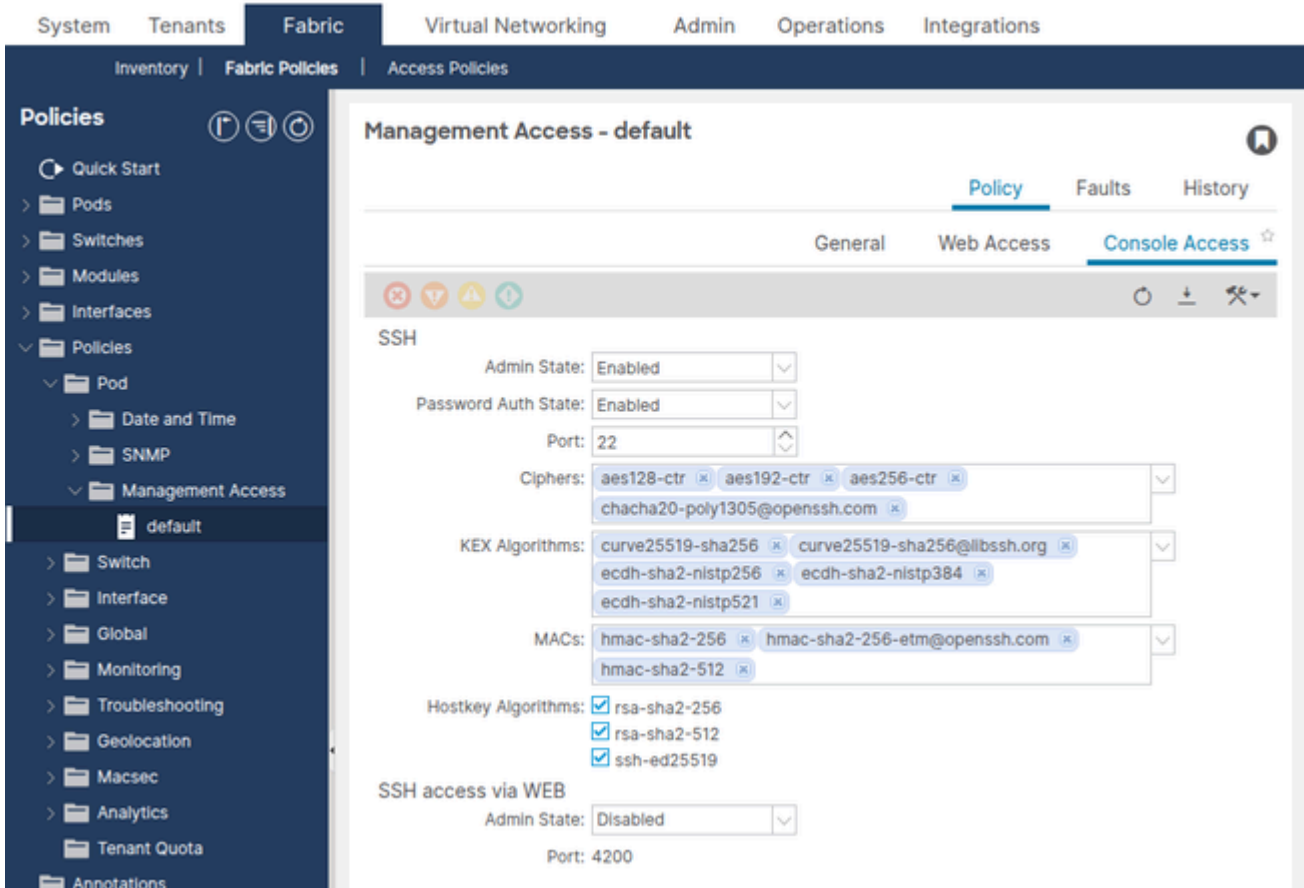 System Tenants Fabric Virtual Networking Admin Operations Integrations
Inventory | Fabric Policies | Access Policies
Policies
Quick Start
Pods
Switches
Modules
Interfaces
Policies
Pod
Date and Time
SNMP
Management Access
default
Switch
Interface
Global
Monitoring
Troubleshooting
Geolocation
Macsec
Analytics
Tenant Quota
Annotations
Management Access - default
Policy Faults History
General Web Access Console Access
SSH
Admin State: Enabled
Password Auth State: Enabled
Port: 22
Ciphers: aes128-ctr aes192-ctr aes256-ctr
chacha20-poly1305@openssh.com
KEX Algorithms: curve25519-sha256 curve25519-sha256@libssh.org
ecdh-sha2-nistp256 ecdh-sha2-nistp384
ecdh-sha2-nistp521
MACs: hmac-sha2-256 hmac-sha2-256-etm@openssh.com
hmac-sha2-512
Hostkey Algorithms: rsa-sha2-256
rsa-sha2-512
ssh-ed25519
SSH access via WEB
Admin State: Disabled
Port: 4200